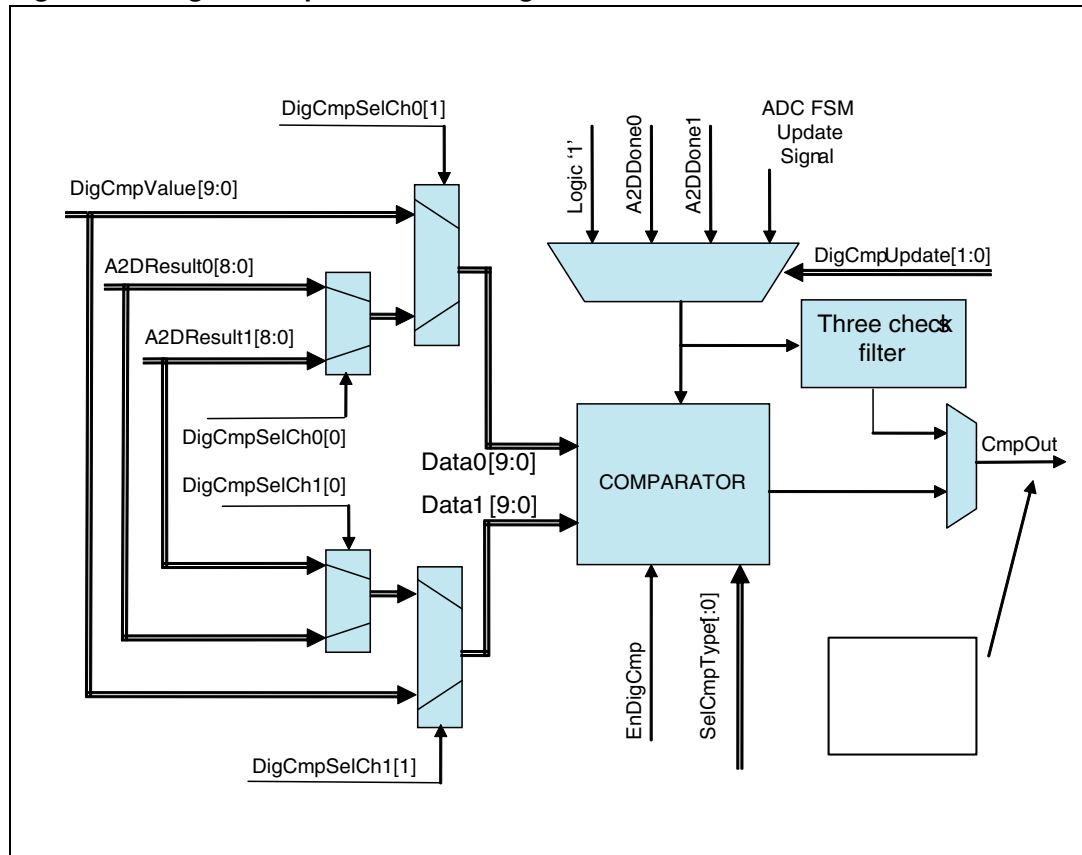 DigCmpSelCh0[1]
ADC FSM
Update
Signal
Logic '1'
A2DDone0
A2DDone1
DigCmpValue[9:0]
A2DResult0[8:0]
DigCmpUpdate[1:0]
A2DResult1[8:0]
Three checks
filter
DigCmpSelCh0[0]
CmpOut
Data0[9:0]
DigCmpSelCh1[0]
COMPARATOR
Data1[9:0]
EnDigCmp
SelCmpType[:0]
DigCmpSelCh1[1]